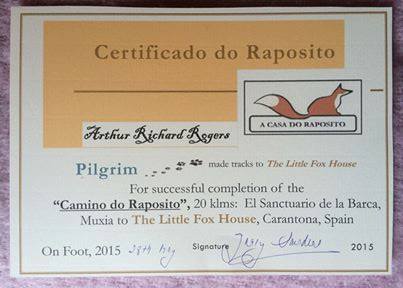 Certificado do Raposito
A CASA DO RAPOSITO
Arthur Richard Rogers
Pilgrim made tracks to The Little Fox House
For successful completion of the
“Camino do Raposito”, 20 klms: El Sanctuario de la Barca,
Muxia to The Little Fox House, Carantona, Spain
On Foot, 2015 28th May Signature 2015